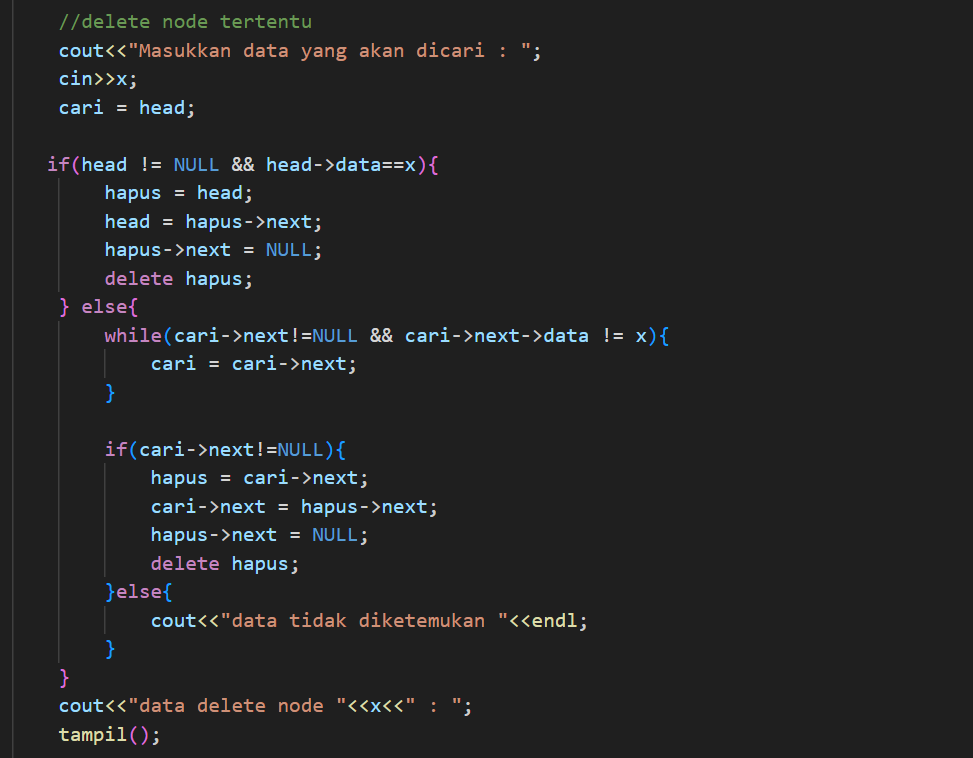 //delete node tertentu
cout<<"Masukkan data yang akan dicari : ";
cin>>x;
cari = head;
if(head != NULL && head->data==x){
hapus = head;
head = hapus->next;
hapus->next = NULL;
delete hapus;
} else{
while(cari->next!=NULL && cari->next->data != x){
cari = cari->next;
}
if(cari->next!=NULL){
hapus = cari->next;
cari->next = hapus->next;
hapus->next = NULL;
delete hapus;
}else{
cout<<"data tidak diketemukan "<<endl;
}
}
cout<<"data delete node "<<x<<" : ";
tampil();